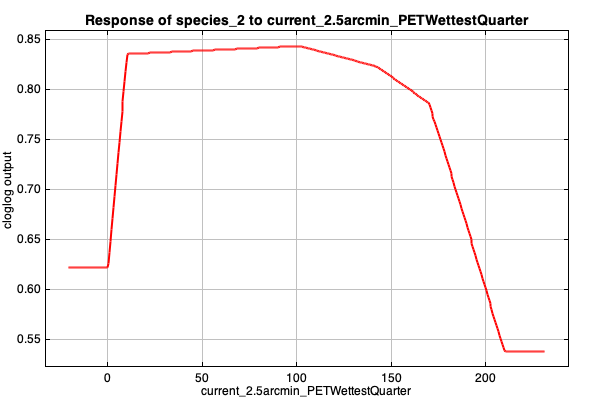 Response of species_2 to current_2.5arcmin_PETWettestQuarter
0.85
0.80
0.75
0.70
0.65
0.60
0.55
cloglog output
0 50 100 150 200
current_2.5arcmin_PETWettestQuarter